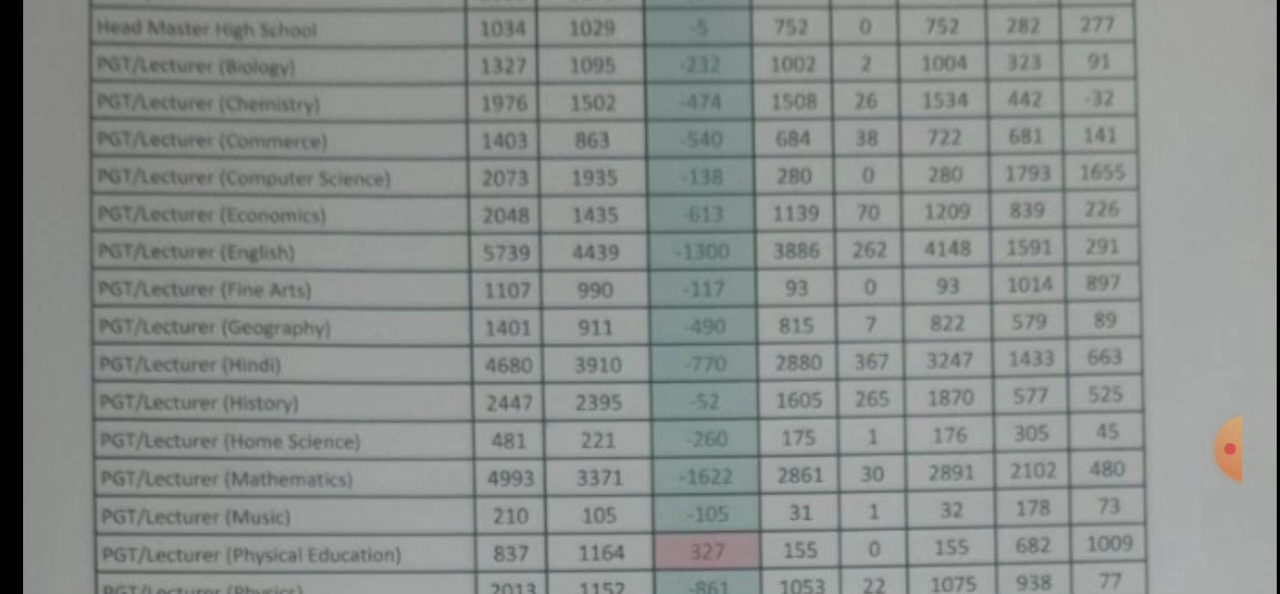 Head Master High School 1034 1029 -5 752 0 752 282 277
PGT/Lecturer (Biology) 1327 1095 -232 1002 2 1004 323 91
PGT/Lecturer (Chemistry) 1976 1502 -474 1508 26 1534 442 -32
PGT/Lecturer (Commerce) 1403 863 -540 684 38 722 681 141
PGT/Lecturer (Computer Science) 2073 1935 -138 280 0 280 1793 1655
PGT/Lecturer (Economics) 2048 1435 -613 1139 70 1209 839 226
PGT/Lecturer (English) 5739 4439 -1300 3886 262 4148 1591 291
PGT/Lecturer (Fine Arts) 1107 990 -117 93 0 93 1014 897
PGT/Lecturer (Geography) 1401 911 -490 815 7 822 579 89
PGT/Lecturer (Hindi) 4680 3910 -770 2880 367 3247 1433 663
PGT/Lecturer (History) 2447 2395 -52 1605 265 1870 577 525
PGT/Lecturer (Home Science) 481 221 -260 175 1 176 305 45
PGT/Lecturer (Mathematics) 4993 3371 -1622 2861 30 2891 2102 480
PGT/Lecturer (Music) 210 105 -105 31 1 32 178 73
PGT/Lecturer (Physical Education) 837 1164 327 155 0 155 682 1009
PGT/Lecturer (Physics) 2013 1152 -861 1053 22 1075 938 77